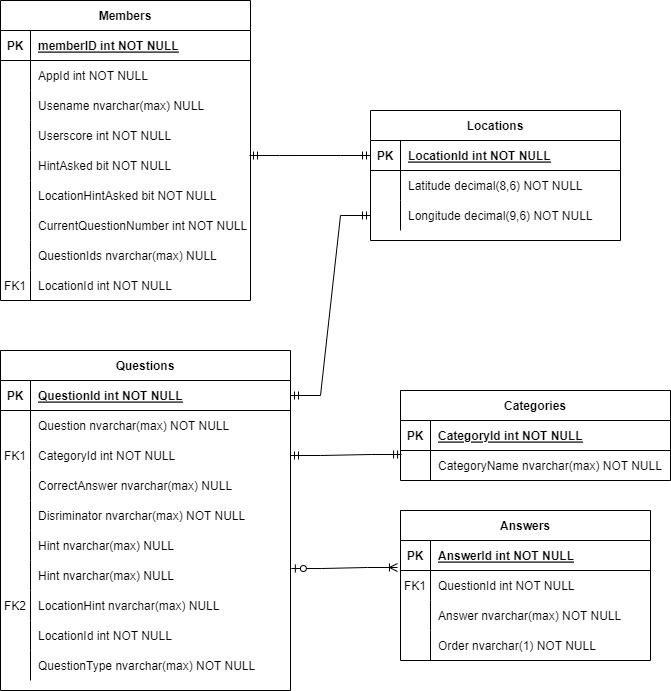 Members
PK memberID int NOT NULL
AppId int NOT NULL
Usename nvarchar(max) NULL
Userscore int NOT NULL
HintAsked bit NOT NULL
LocationHintAsked bit NOT NULL
CurrentQuestionNumber int NOT NULL
QuestionIds nvarchar(max) NULL
FK1 LocationId int NOT NULL
Locations
PK LocationId int NOT NULL
Latitude decimal(8,6) NOT NULL
Longitude decimal(9,6) NOT NULL
Questions
PK QuestionId int NOT NULL
Question nvarchar(max) NOT NULL
FK1 CategoryId int NOT NULL
CorrectAnswer nvarchar(max) NULL
Disriminator nvarchar(max) NOT NULL
Hint nvarchar(max) NULL
Hint nvarchar(max) NULL
FK2 LocationHint nvarchar(max) NULL
LocationId int NOT NULL
QuestionType nvarchar(max) NOT NULL
Categories
PK CategoryId int NOT NULL
CategoryName nvarchar(max) NOT NULL
Answers
PK AnswerId int NOT NULL
FK1 QuestionId int NOT NULL
Answer nvarchar(max) NOT NULL
Order nvarchar(1) NOT NULL